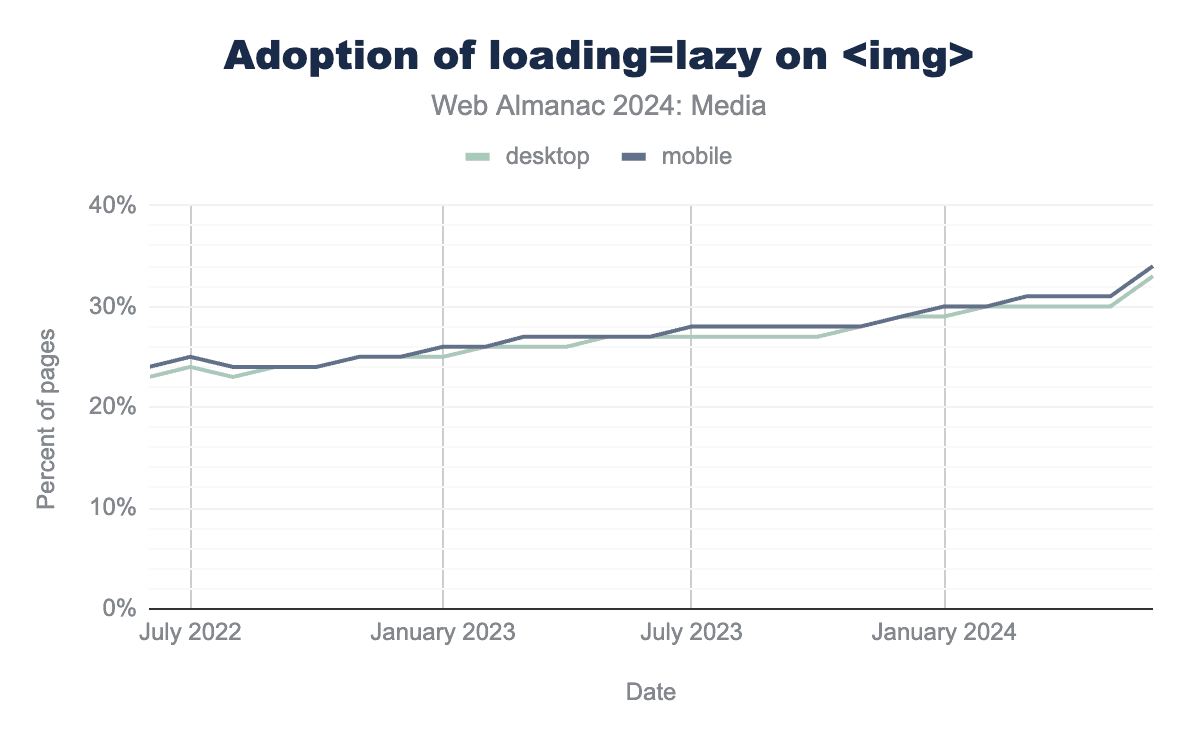 Adoption of loading=lazy on <img>
Web Almanac 2024: Media
desktop mobile
40%
30%
20%
10%
0%
Percent of pages
July 2022 January 2023 July 2023 January 2024
Date